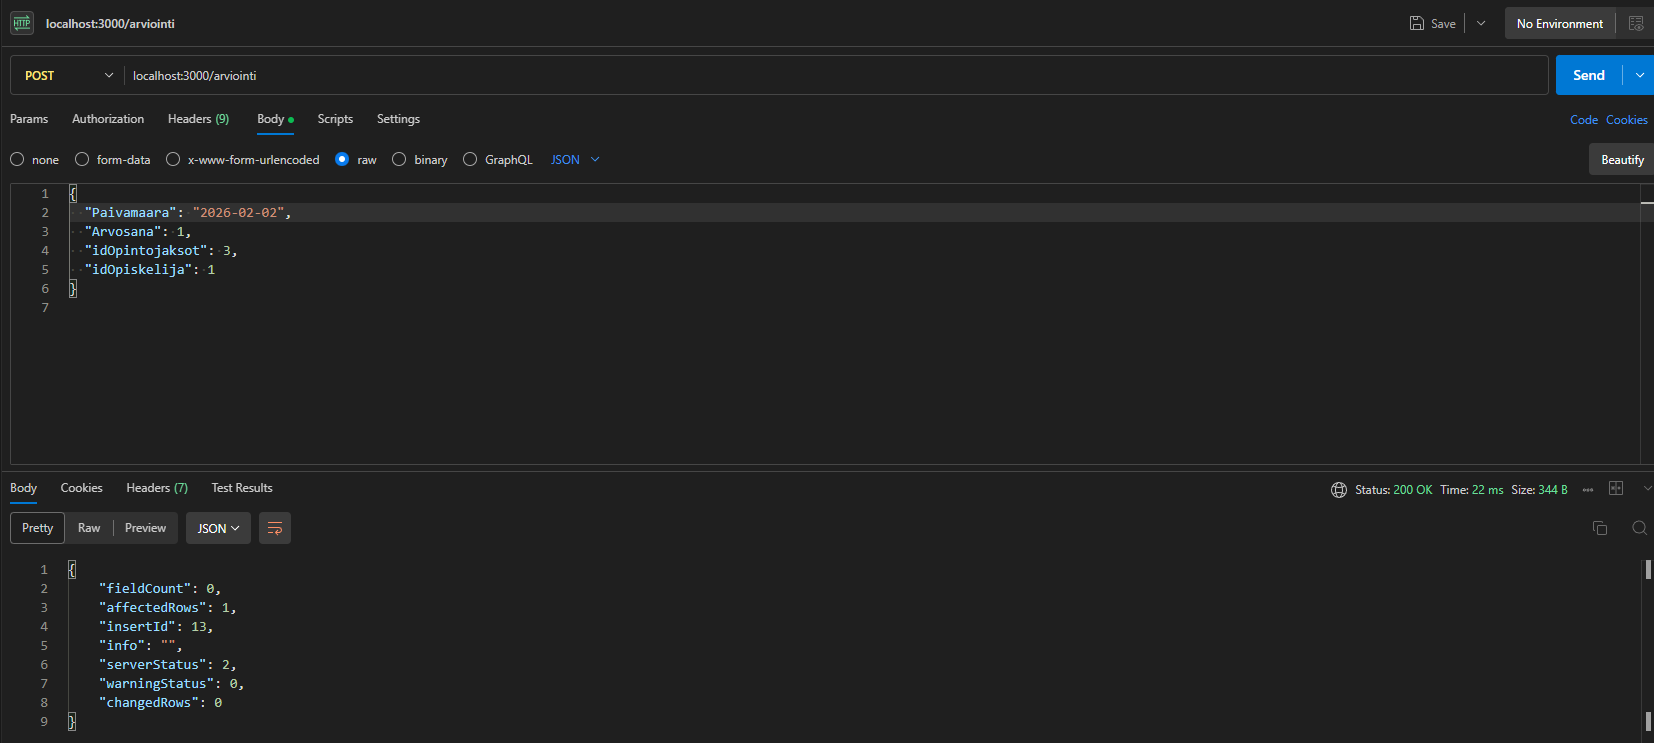 HTTP localhost:3000/arviointi Save No Environment
POST localhost:3000/arviointi Send
Params Authorization Headers (9) Body Scripts Settings Code Cookies
none form-data x-www-form-urlencoded raw binary GraphQL JSON Beautify
1 {
2 "Paivamaara": "2026-02-02",
3 "Arvosana": 1,
4 "idOpintojaksot": 3,
5 "idOpiskelija": 1
6 }
7
Body Cookies Headers (7) Test Results Status: 200 OK Time: 22 ms Size: 344 B
Pretty Raw Preview JSON
1 {
2 "fieldCount": 0,
3 "affectedRows": 1,
4 "insertId": 13,
5 "info": "",
6 "serverStatus": 2,
7 "warningStatus": 0,
8 "changedRows": 0
9 }